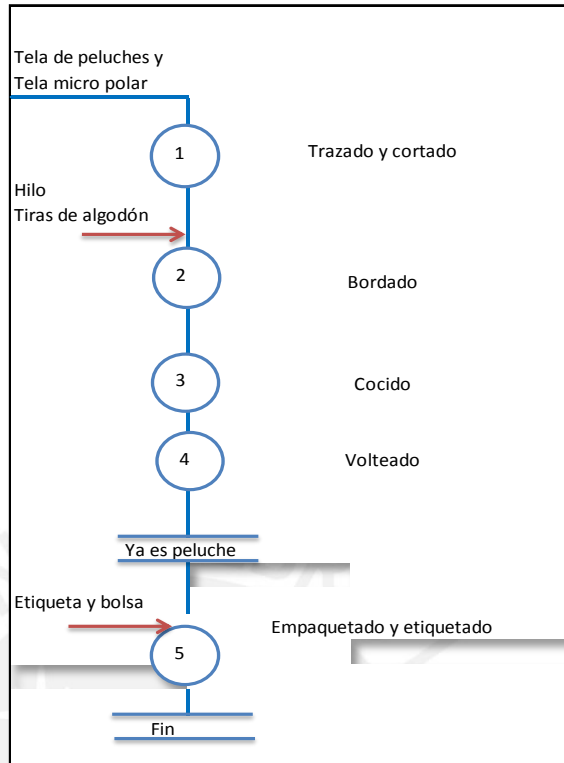 Tela de peluches y
Tela micro polar
1
Trazado y cortado
Hilo
Tiras de algodón
2
Bordado
3
Cocido
4
Volteado
Ya es peluche
Etiqueta y bolsa
Empaquetado y etiquetado
5
Fin